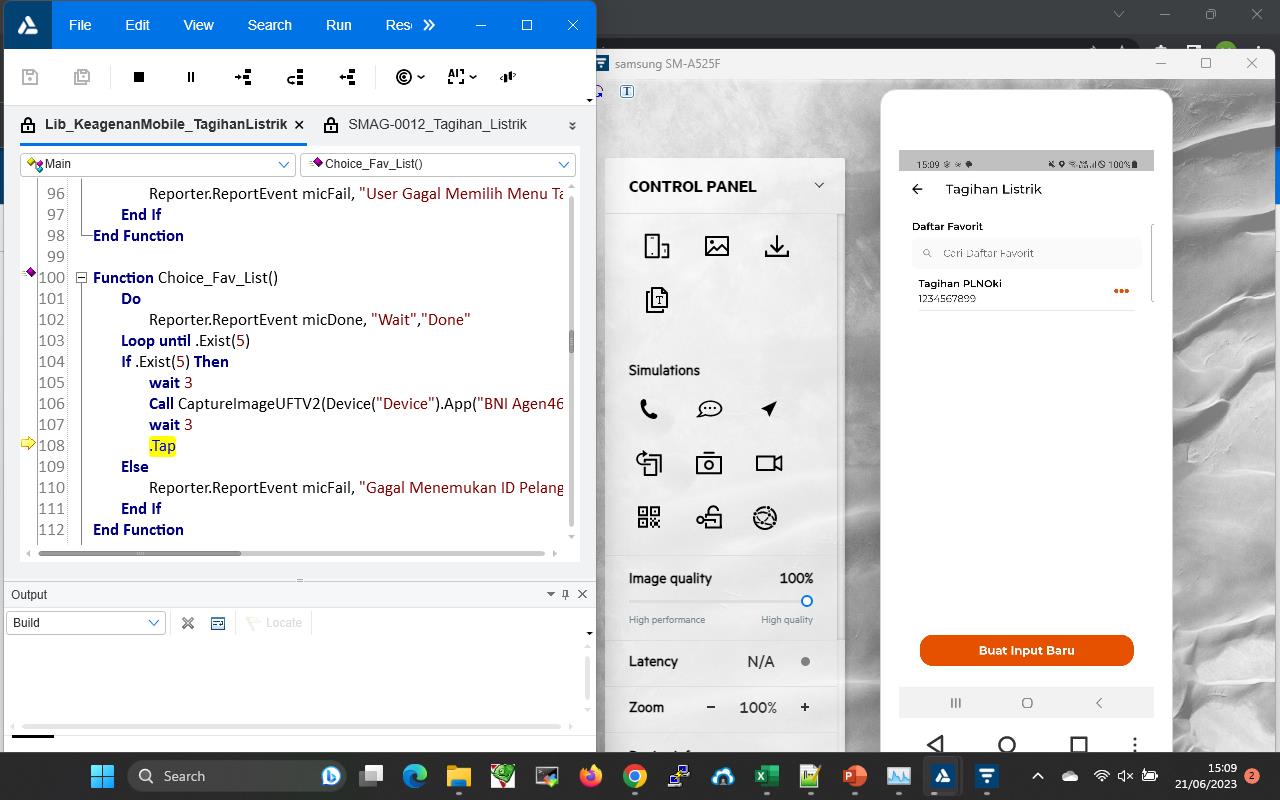 File Edit View Search Run Res
samsung SM-A525F
T
Lib_KeagenanMobile_TagihanListrik
SMAG-0012_Tagihan_Listrik
Main
Choice_Fav_List()
96 Reporter.ReportEvent micFail, "User Gagal Memilih Menu Ta
97 End If
98 End Function
99
100 Function Choice_Fav_List()
101 Do
102 Reporter.ReportEvent micDone, "Wait","Done"
103 Loop until .Exist(5)
104 If .Exist(5) Then
105 wait 3
106 Call CaptureImageUFTV2(Device("Device").App("BNI Agen46
107 wait 3
108 .Tap
109 Else
110 Reporter.ReportEvent micFail, "Gagal Menemukan ID Pelang
111 End If
112 End Function
Output
Build
Locate
CONTROL PANEL
T
Simulations
Image quality 100%
High performance High quality
Latency N/A
Zoom 100%
15:09 100%
Tagihan Listrik
Daftar Favorit
Cari Daftar Favorit
Tagihan PLNOki
1234567899
Buat Input Baru
Search
15:09
21/06/2023
2